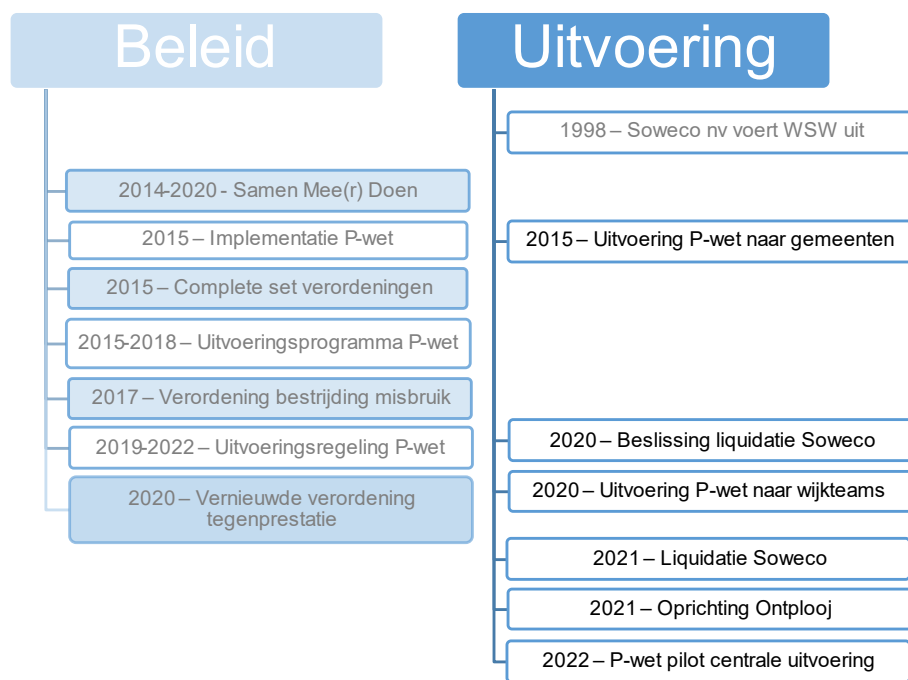 Beleid
2014-2020 - Samen Mee(r) Doen
2015 – Implementatie P-wet
2015 – Complete set verordeningen
2015-2018 – Uitvoeringsprogramma P-wet
2017 – Verordening bestrijding misbruik
2019-2022 – Uitvoeringsregeling P-wet
2020 – Vernieuwde verordening
tegenprestatie
Uitvoering
1998 – Soweco nv voert WSW uit
2015 – Uitvoering P-wet naar gemeenten
2020 – Beslissing liquidatie Soweco
2020 – Uitvoering P-wet naar wijkteams
2021 – Liquidatie Soweco
2021 – Oprichting Ontplooj
2022 – P-wet pilot centrale uitvoering